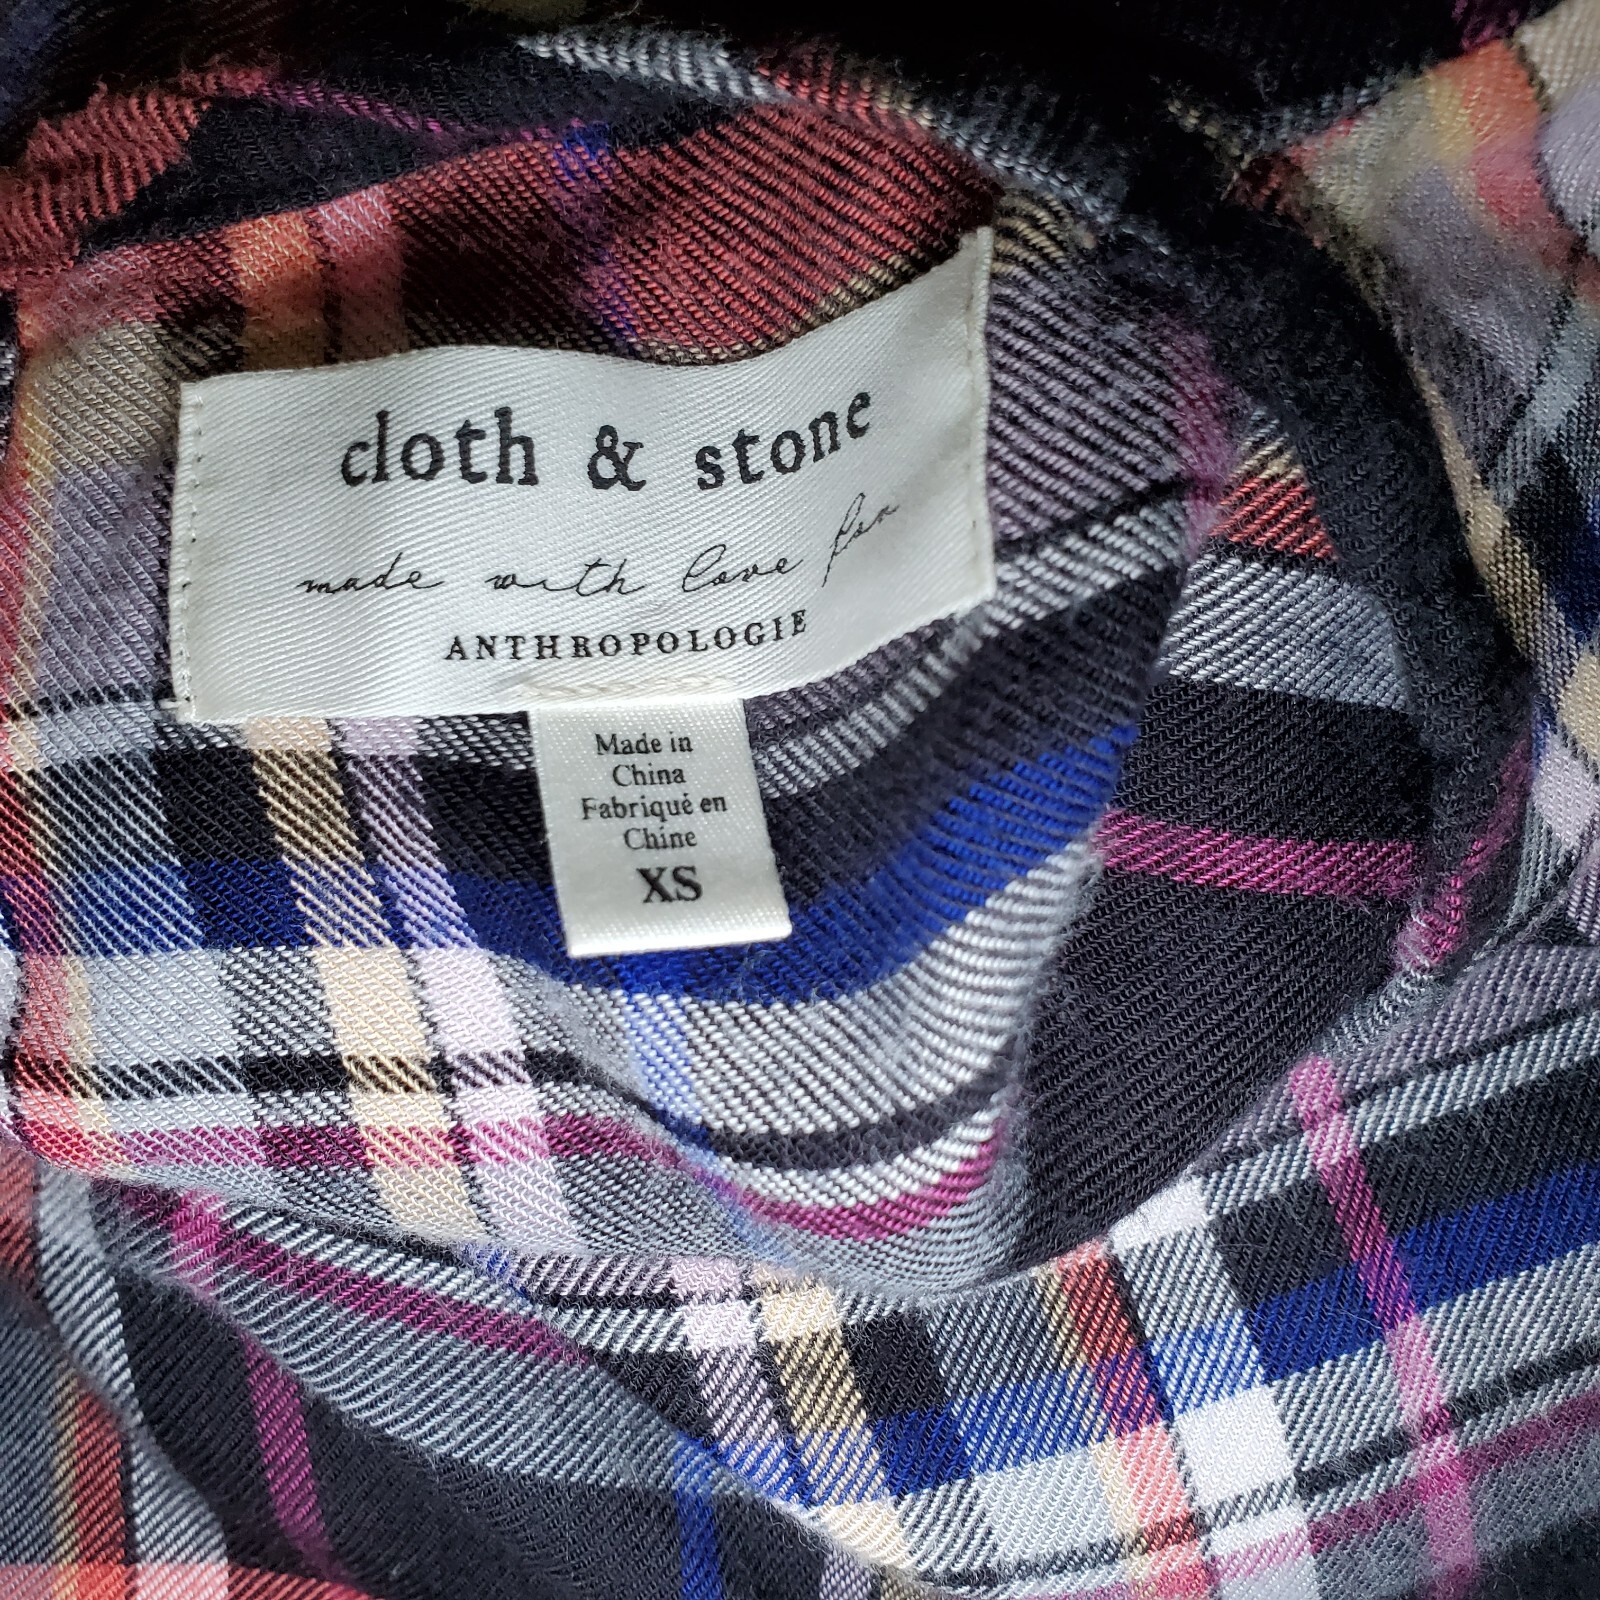 cloth & stone
made with love for
ANTHROPOLOGIE
Made in
China
Fabriqué en
Chine
XS